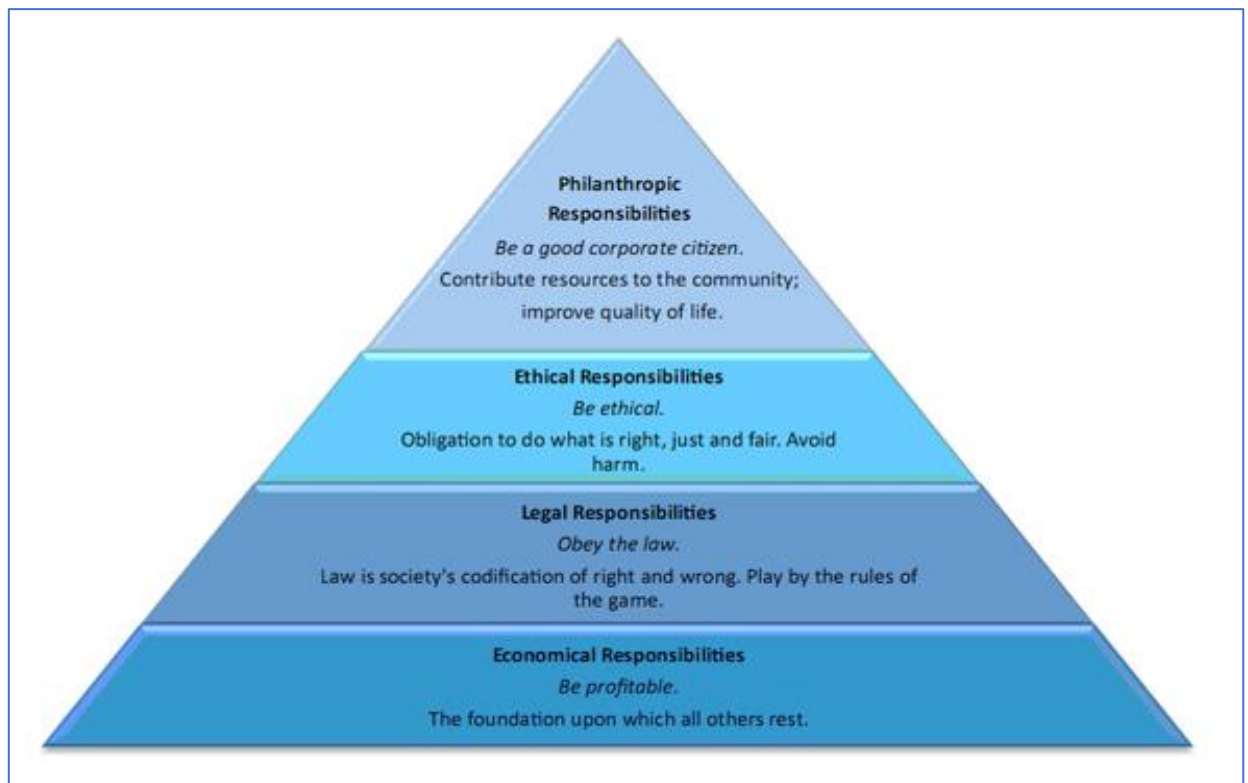 Philanthropic
Responsibilities
Be a good corporate citizen.
Contribute resources to the community;
improve quality of life.
Ethical Responsibilities
Be ethical.
Obligation to do what is right, just and fair. Avoid
harm.
Legal Responsibilities
Obey the law.
Law is society's codification of right and wrong. Play by the rules of
the game.
Economical Responsibilities
Be profitable.
The foundation upon which all others rest.